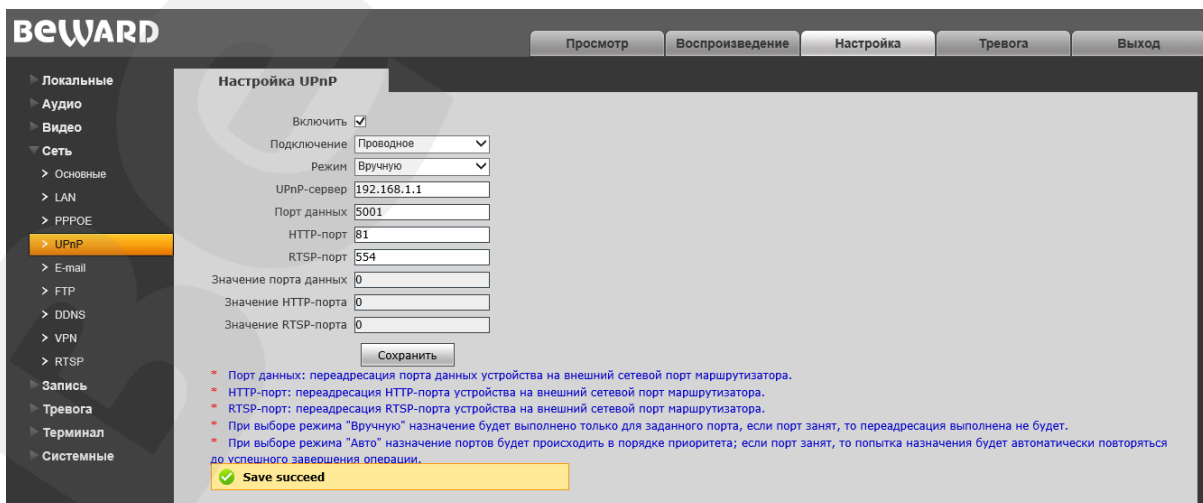 BEWARD
Просмотр
Воспроизведение
Настройка
Тревога
Выход
Локальные
Аудио
Видео
Сеть
> Основные
> LAN
> PPPOE
> UPnP
> E-mail
> FTP
> DDNS
> VPN
> RTSP
Запись
Тревога
Терминал
Системные
Настройка UPnP
Включить
Подключение Проводное
Режим Вручную
UPnP-сервер 192.168.1.1
Порт данных 5001
HTTP-порт 81
RTSP-порт 554
Значение порта данных 0
Значение HTTP-порта 0
Значение RTSP-порта 0
Сохранить
* Порт данных: переадресация порта данных устройства на внешний сетевой порт маршрутизатора.
* HTTP-порт: переадресация HTTP-порта устройства на внешний сетевой порт маршрутизатора.
* RTSP-порт: переадресация RTSP-порта устройства на внешний сетевой порт маршрутизатора.
* При выборе режима "Вручную" назначение будет выполнено только для заданного порта, если порт занят, то переадресация выполнена не будет.
* При выборе режима "Авто" назначение портов будет происходить в порядке приоритета; если порт занят, то попытка назначения будет автоматически повторяться
до успешного завершения операции.
Save succeed